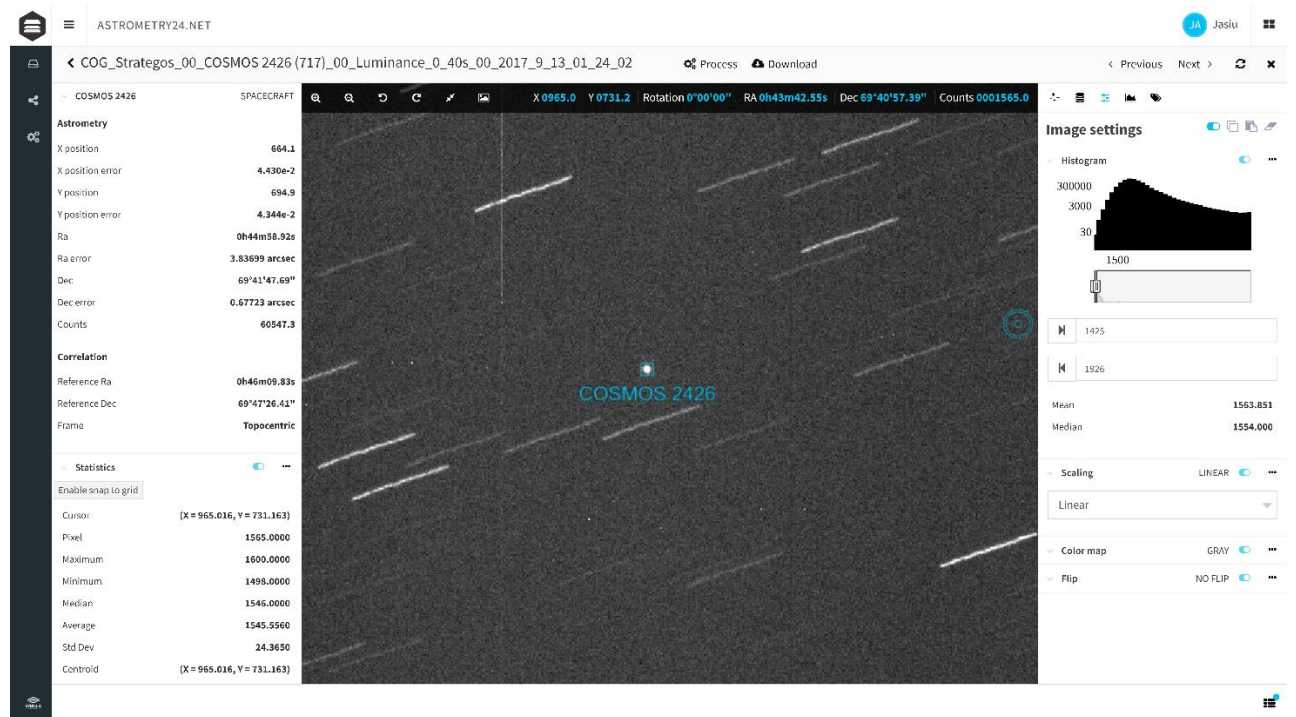 ASTROMETRY24.NET
JA Jasiu
COG_Strategos_00_COSMOS 2426 (717)_00_Luminance_0_40s_00_2017_9_13_01_24_02 Process Download Previous Next
COSMOS 2426 SPACECRAFT
X 0965.0 Y 0731.2 Rotation 0°00'00" RA 0h43m42.55s Dec 69°40'57.39" Counts 0001565.0
Astrometry
X position 664.1
X position error 4.430e-2
Y position 694.9
Y position error 4.344e-2
Ra 0h44m58.92s
Ra error 3.83699 arcsec
Dec 69°41'47.69"
Dec error 0.67723 arcsec
Counts 60547.3
Correlation
Reference Ra 0h46m09.83s
Reference Dec 69°47'26.41"
Frame Topocentric
Statistics
Enable snap to grid
Cursor (X = 965.016, Y = 731.163)
Pixel 1565.0000
Maximum 1600.0000
Minimum 1498.0000
Median 1546.0000
Average 1545.5560
Std Dev 24.3650
Centroid (X = 965.016, Y = 731.163)
COSMOS 2426
Image settings
Histogram
300000
3000
30
1500
1425
1926
Mean 1563.851
Median 1554.000
Scaling LINEAR
Linear
Color map GRAY
Flip NO FLIP